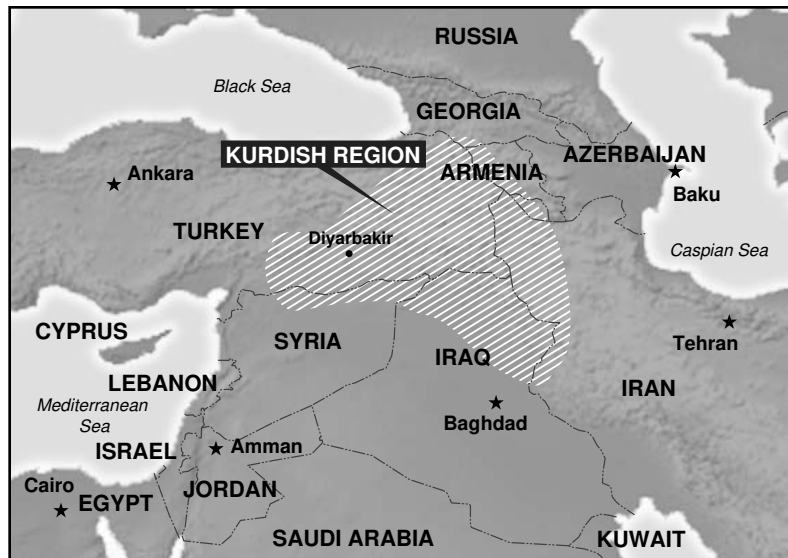 RUSSIA
Black Sea
GEORGIA
KURDISH REGION
AZERBAIJAN
ARMENIA
Ankara
Baku
TURKEY
Diyarbakir
Caspian Sea
CYPRUS
SYRIA
Tehran
IRAQ
LEBANON
IRAN
Mediterranean
Sea
Baghdad
ISRAEL
Amman
Cairo
EGYPT
JORDAN
SAUDI ARABIA
KUWAIT